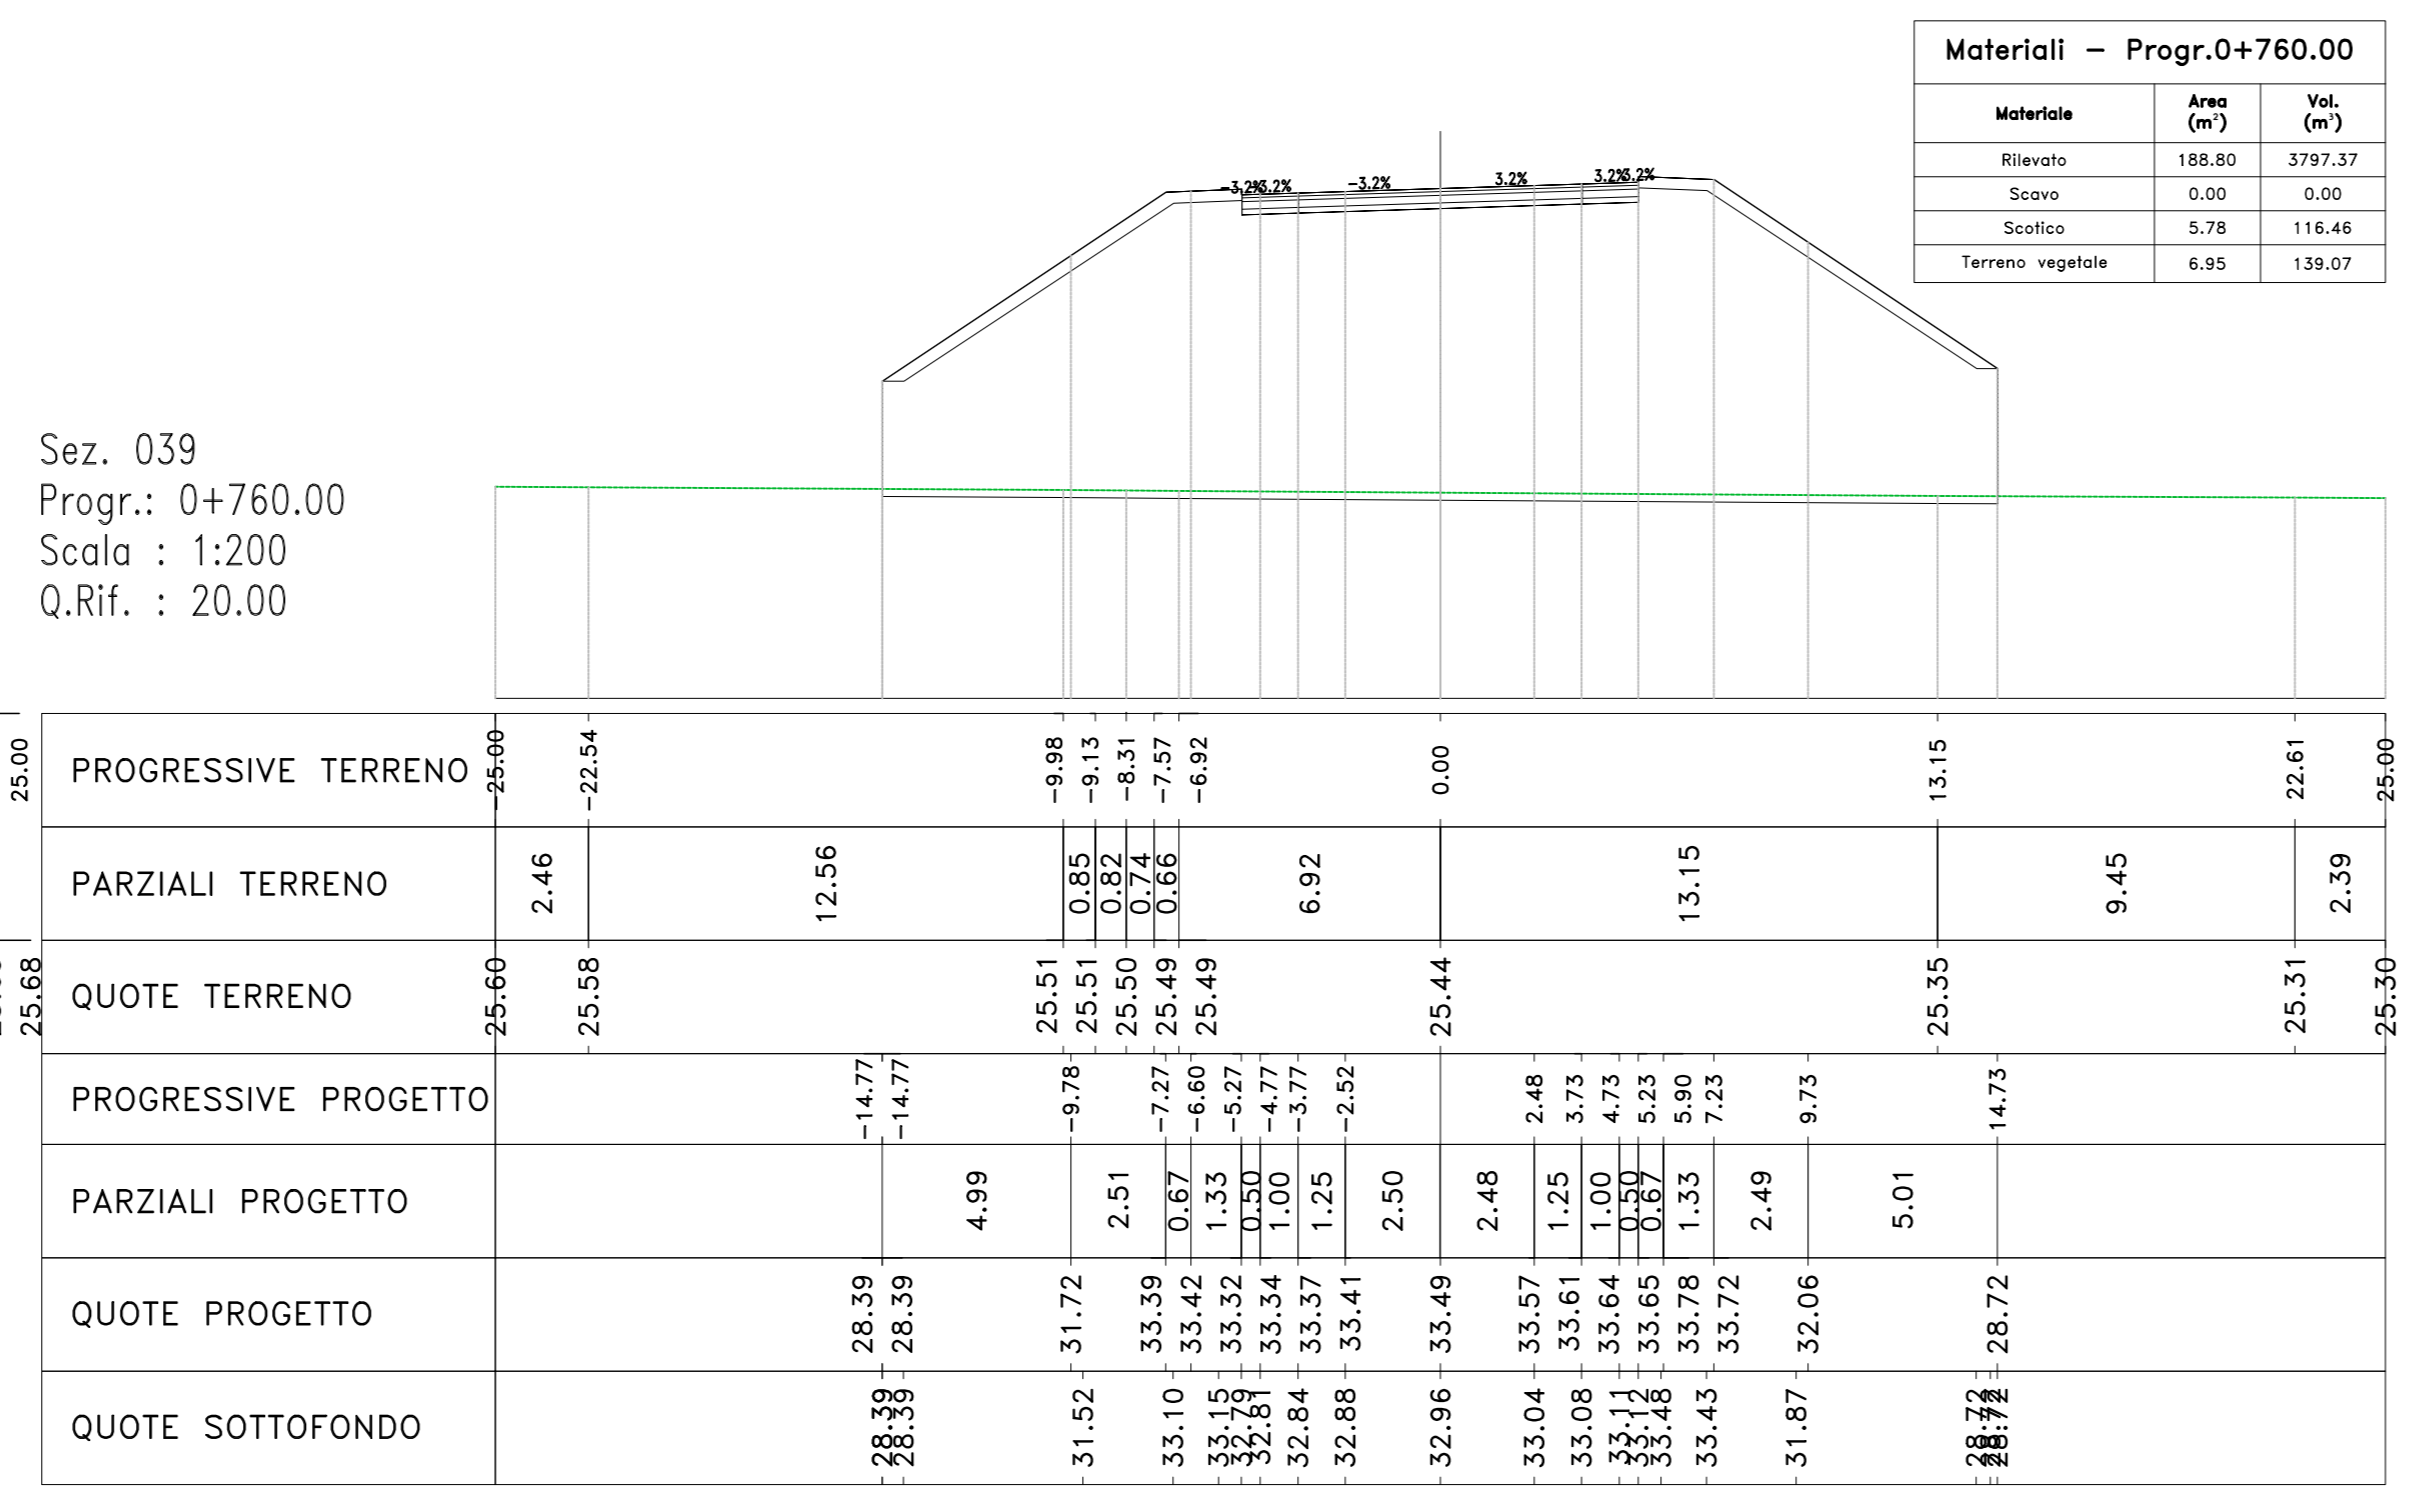 Materiali - Progr.0+760.00
Materiale Area (m²) Vol. (m³)
Rilevato 188.80 3797.37
Scavo 0.00 0.00
Scotico 5.78 116.46
Terreno vegetale 6.95 139.07
-3.2% -3.2% -3.2% 3.2% 3.2% 3.2%
Sez. 039
Progr.: 0+760.00
Scala : 1:200
Q.Rif. : 20.00
25.00
PROGRESSIVE TERRENO -25.00 -22.54 -9.98 -9.13 -8.31 -7.57 -6.92 0.00 13.15 22.61 25.00
PARZIALI TERRENO 2.46 12.56 0.85 0.82 0.74 0.66 6.92 13.15 9.45 2.39
25.68
QUOTE TERRENO 25.60 25.58 25.51 25.51 25.50 25.49 25.49 25.44 25.35 25.31 25.30
PROGRESSIVE PROGETTO -14.77 -14.77 -9.78 -7.27 -6.60 -5.27 -4.77 -3.77 -2.52 2.48 3.73 4.73 5.23 5.90 7.23 9.73 14.73
PARZIALI PROGETTO 4.99 2.51 0.67 1.33 0.50 1.00 1.25 2.50 2.48 1.25 1.00 0.50 0.67 1.33 2.49 5.01
QUOTE PROGETTO 28.39 28.39 31.72 33.39 33.42 33.32 33.34 33.37 33.41 33.49 33.57 33.61 33.64 33.65 33.78 33.72 32.06 28.72
QUOTE SOTTOFONDO 28.39 28.39 31.52 33.10 33.15 32.79 32.81 32.84 32.88 32.96 33.04 33.08 33.11 33.12 33.48 33.43 31.87 28.72 28.72